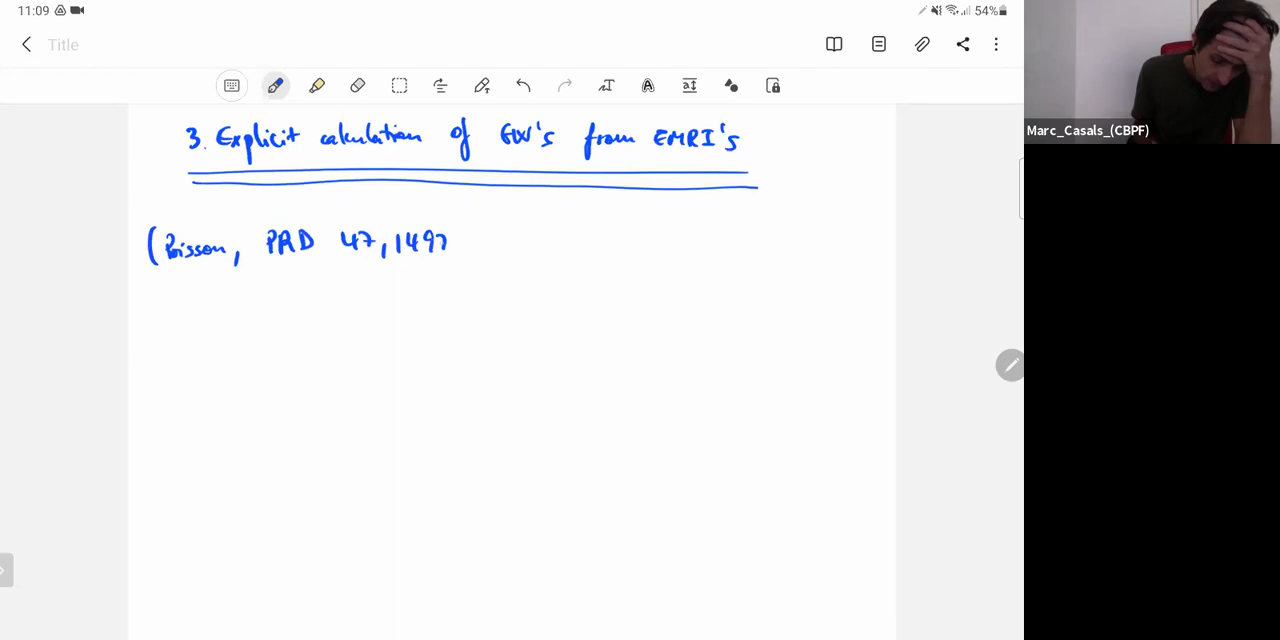 11:09 54%
Title
3. Explicit calculation of GW's from EMRI's
(Poisson, PRD 47, 1497
Marc_Casals_(CBPF)